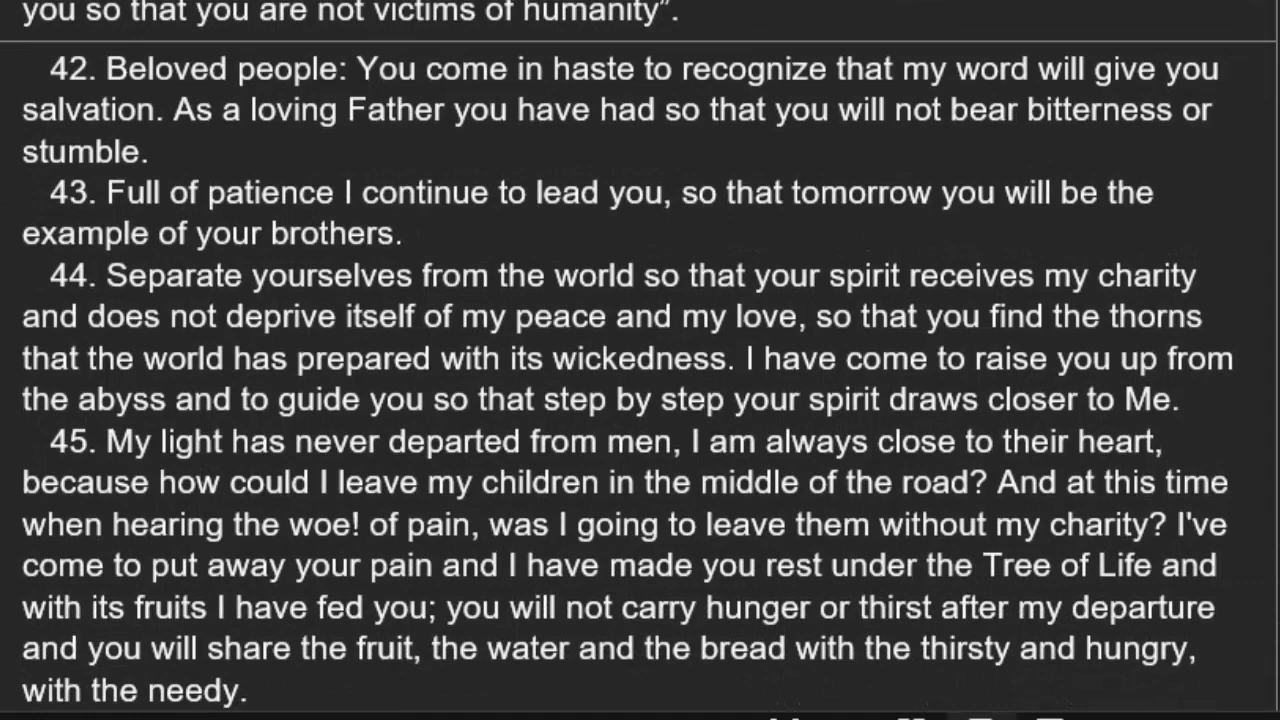 you so that you are not victims of humanity”.
42. Beloved people: You come in haste to recognize that my word will give you
salvation. As a loving Father you have had so that you will not bear bitterness or
stumble.
43. Full of patience I continue to lead you, so that tomorrow you will be the
example of your brothers.
44. Separate yourselves from the world so that your spirit receives my charity
and does not deprive itself of my peace and my love, so that you find the thorns
that the world has prepared with its wickedness. I have come to raise you up from
the abyss and to guide you so that step by step your spirit draws closer to Me.
45. My light has never departed from men, I am always close to their heart,
because how could I leave my children in the middle of the road? And at this time
when hearing the woe! of pain, was I going to leave them without my charity? I've
come to put away your pain and I have made you rest under the Tree of Life and
with its fruits I have fed you; you will not carry hunger or thirst after my departure
and you will share the fruit, the water and the bread with the thirsty and hungry,
with the needy.